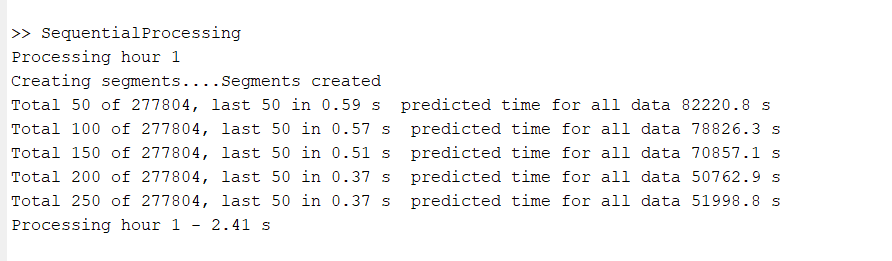 >> SequentialProcessing
Processing hour 1
Creating segments....Segments created
Total 50 of 277804, last 50 in 0.59 s  predicted time for all data 82220.8 s
Total 100 of 277804, last 50 in 0.57 s  predicted time for all data 78826.3 s
Total 150 of 277804, last 50 in 0.51 s  predicted time for all data 70857.1 s
Total 200 of 277804, last 50 in 0.37 s  predicted time for all data 50762.9 s
Total 250 of 277804, last 50 in 0.37 s  predicted time for all data 51998.8 s
Processing hour 1 - 2.41 s